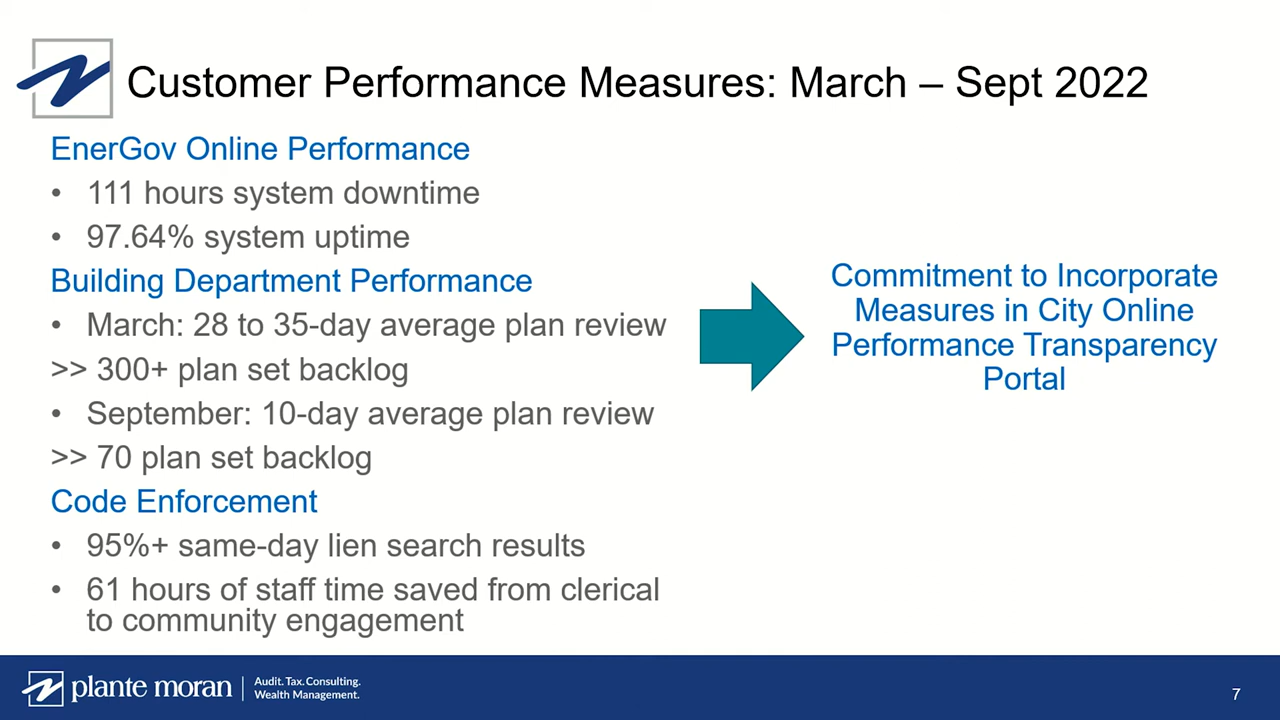 Customer Performance Measures: March – Sept 2022
EnerGov Online Performance
• 111 hours system downtime
• 97.64% system uptime
Building Department Performance
• March: 28 to 35-day average plan review
>> 300+ plan set backlog
• September: 10-day average plan review
>> 70 plan set backlog
Code Enforcement
• 95%+ same-day lien search results
• 61 hours of staff time saved from clerical
to community engagement
Commitment to Incorporate
Measures in City Online
Performance Transparency
Portal
plante moran
Audit. Tax. Consulting.
Wealth Management.
7